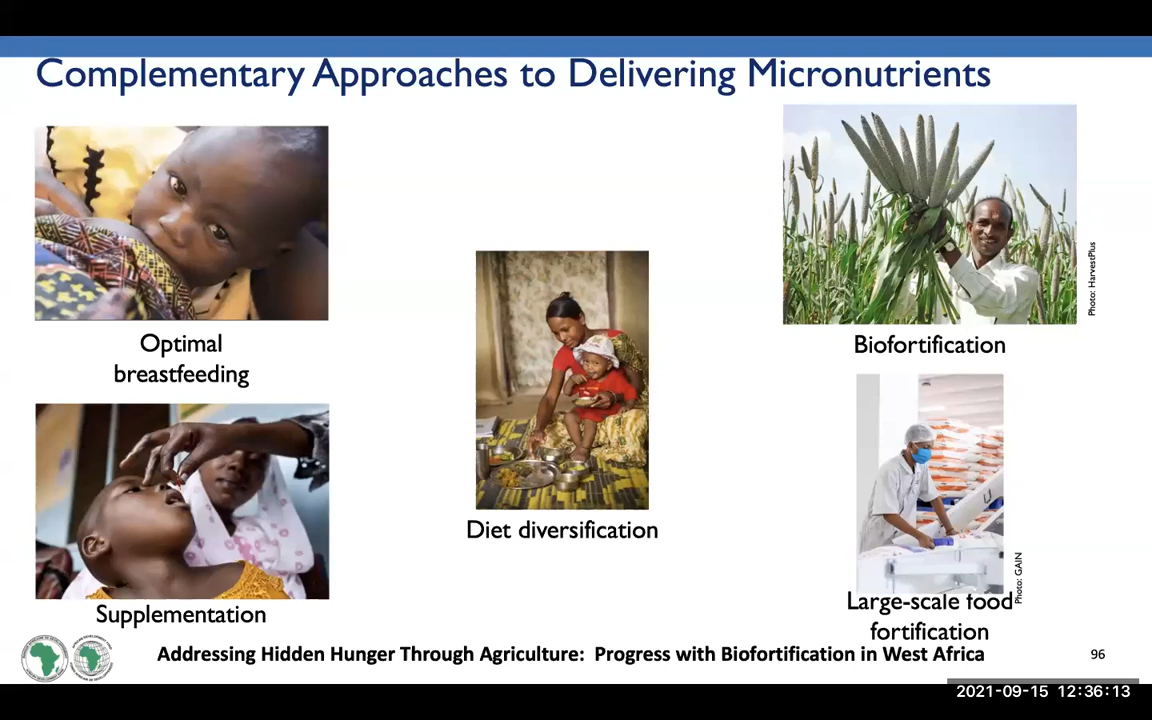 Complementary Approaches to Delivering Micronutrients
Optimal
breastfeeding
Supplementation
Diet diversification
Photo: HarvestPlus
Biofortification
Photo: GAIN
Large-scale food
fortification
Addressing Hidden Hunger Through Agriculture: Progress with Biofortification in West Africa
96
2021-09-15 12:36:13